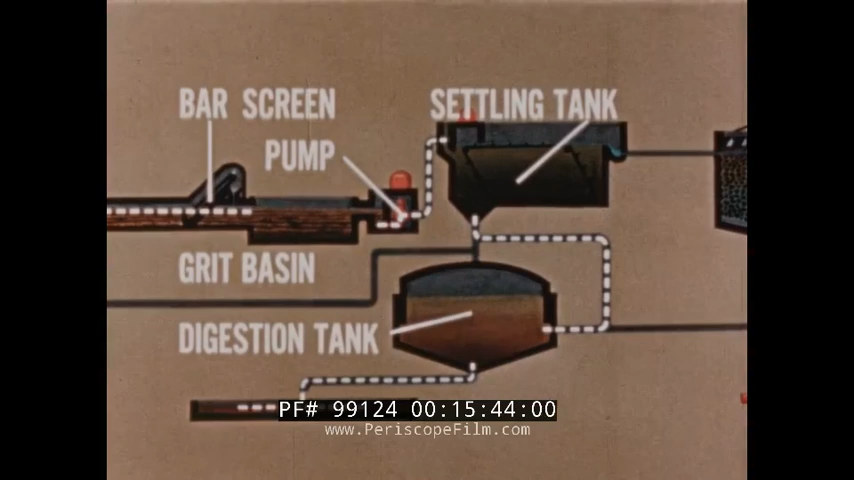 BAR SCREEN
SETTLING TANK
PUMP
GRIT BASIN
DIGESTION TANK
PF# 99124 00:15:44:00
www.PeriscopeFilm.com